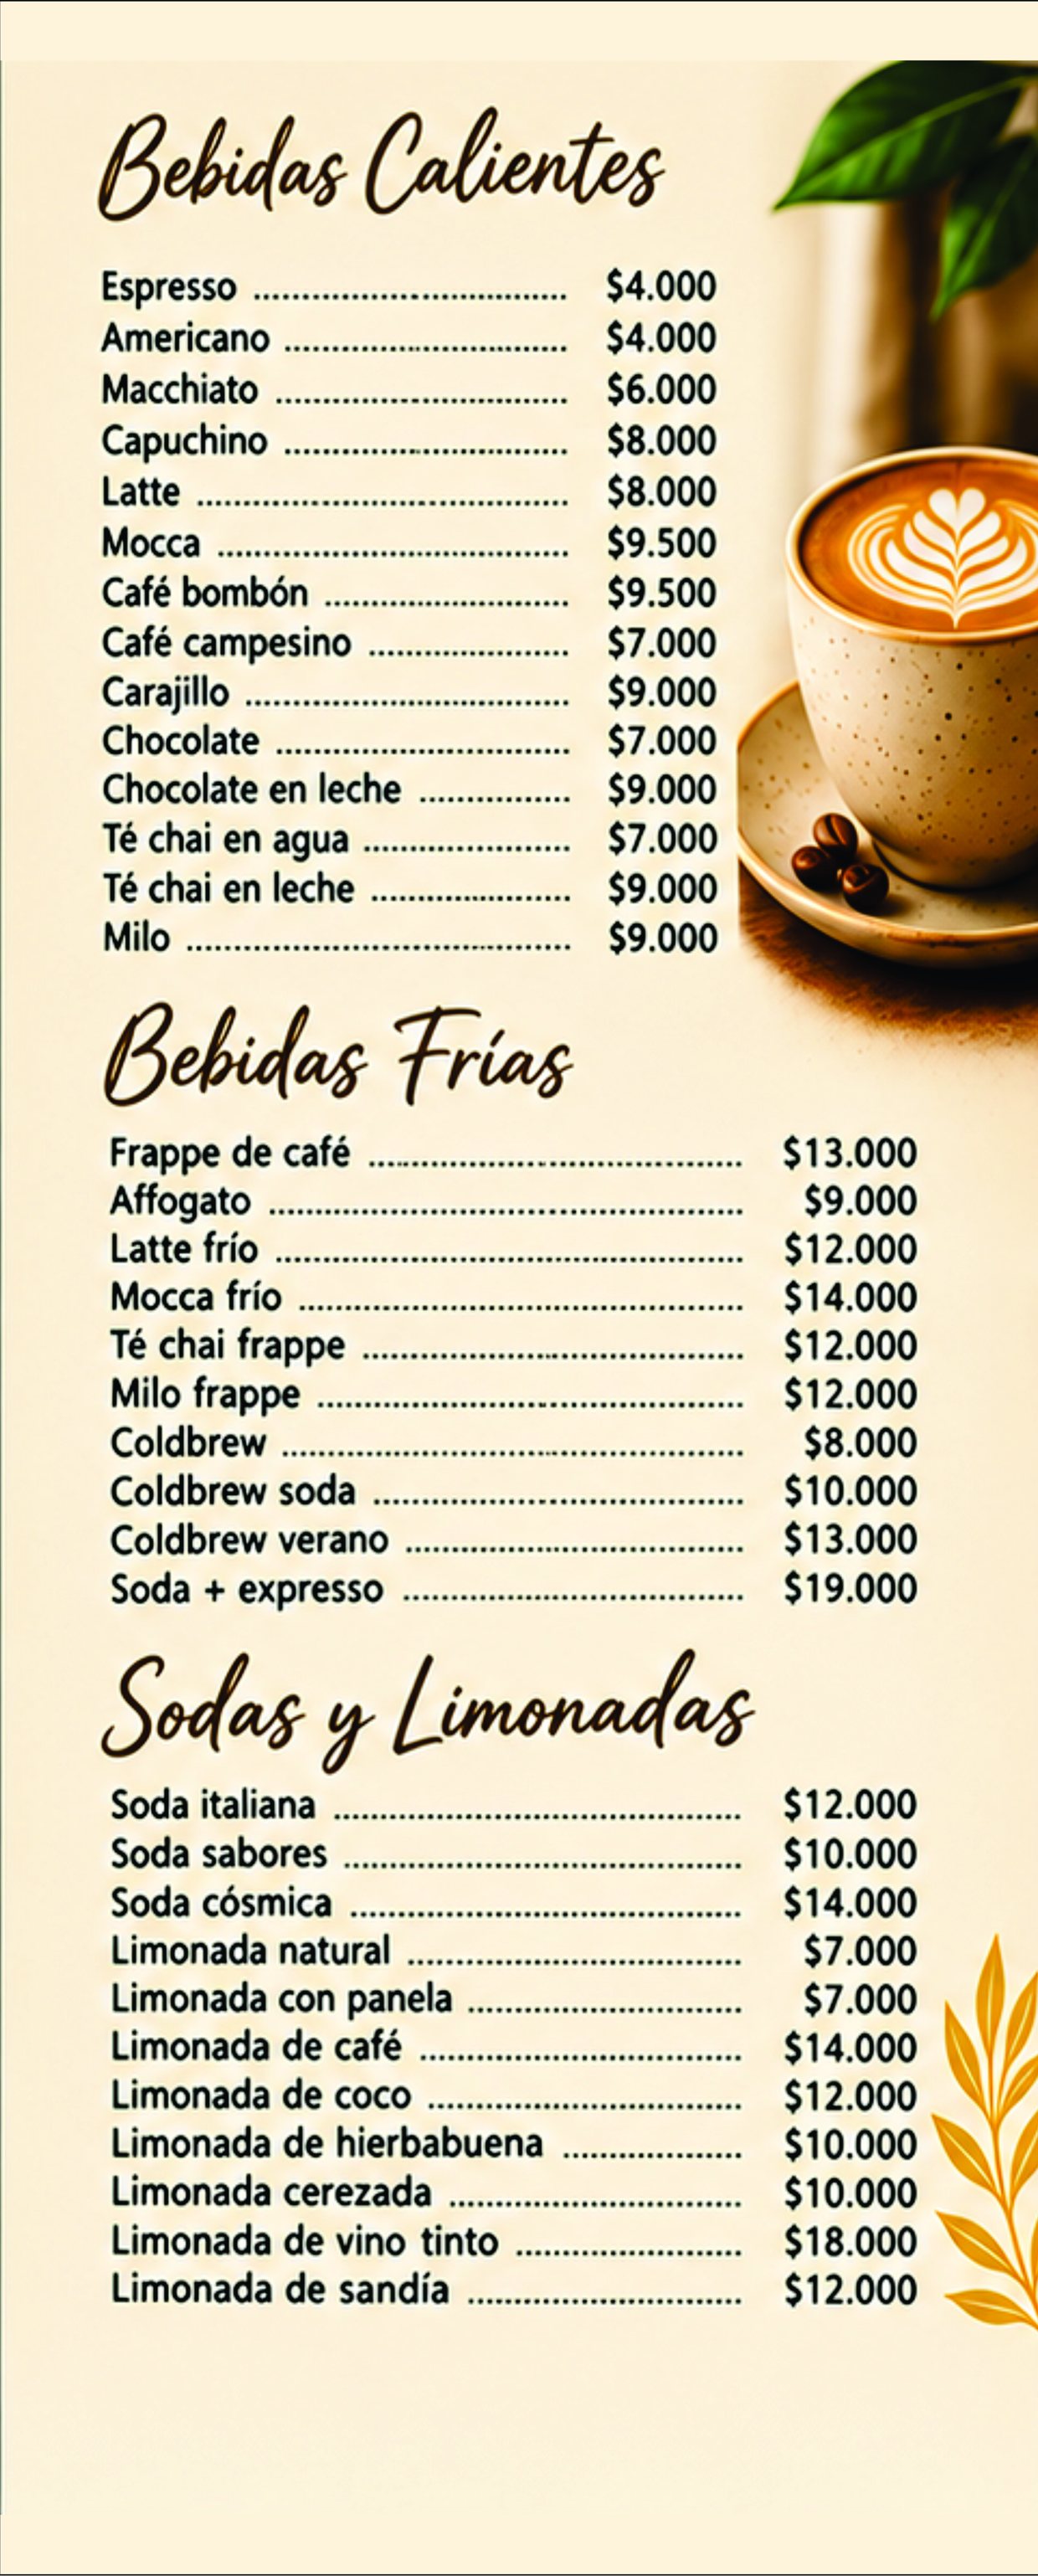 Bebidas Calientes
Espresso ................................. $4.000
Americano .............................. $4.000
Macchiato ............................... $6.000
Capuchino .............................. $8.000
Latte ....................................... $8.000
Mocca ..................................... $9.500
Café bombón .......................... $9.500
Café campesino ..................... $7.000
Carajillo .................................. $9.000
Chocolate ............................... $7.000
Chocolate en leche ................ $9.000
Té chai en agua ...................... $7.000
Té chai en leche ..................... $9.000
Milo ........................................ $9.000
Bebidas Frías
Frappe de café ....................................... $13.000
Affogato ................................................. $9.000
Latte frío ................................................. $12.000
Mocca frío .............................................. $14.000
Té chai frappe ........................................ $12.000
Milo frappe ............................................. $12.000
Coldbrew ................................................ $8.000
Coldbrew soda ....................................... $10.000
Coldbrew verano .................................... $13.000
Soda + expresso .................................... $19.000
Sodas y Limonadas
Soda italiana ........................................... $12.000
Soda sabores .......................................... $10.000
Soda cósmica ......................................... $14.000
Limonada natural ................................... $7.000
Limonada con panela ............................. $7.000
Limonada de café .................................. $14.000
Limonada de coco ................................. $12.000
Limonada de hierbabuena ................... $10.000
Limonada cerezada ............................... $10.000
Limonada de vino tinto ........................ $18.000
Limonada de sandía ............................. $12.000